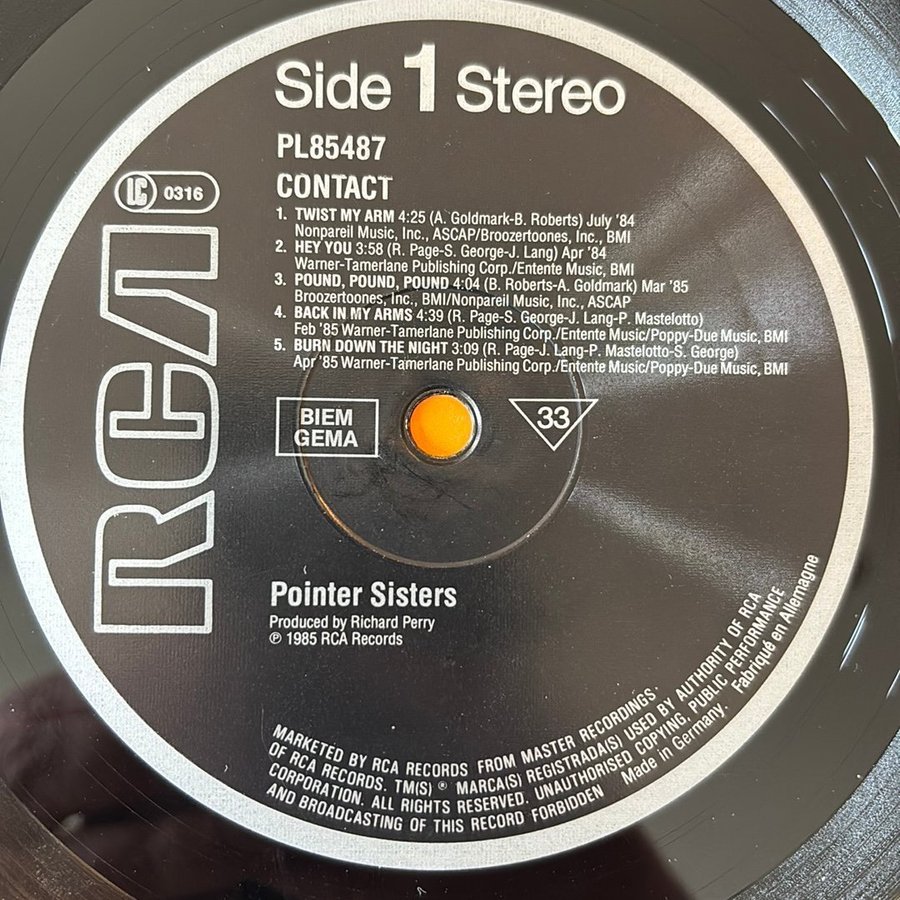 Side 1 Stereo
PL85487
CONTACT
LC 0316
RCA
1. TWIST MY ARM 4:25 (A. Goldmark-B. Roberts) July '84
Nonpareil Music, Inc., ASCAP/Broozertoones, Inc., BMI
2. HEY YOU 3:58 (R. Page-S. George-J. Lang) Apr '84
Warner-Tamerlane Publishing Corp./Entente Music, BMI
3. POUND, POUND, POUND 4:04 (B. Roberts-A. Goldmark) Mar '85
Broozertoones, Inc., BMI/Nonpareil Music, Inc., ASCAP
4. BACK IN MY ARMS 4:39 (R. Page-S. George-J. Lang-P. Mastelotto)
Feb '85 Warner-Tamerlane Publishing Corp./Entente Music/Poppy-Due Music, BMI
5. BURN DOWN THE NIGHT 3:09 (R. Page-J. Lang-P. Mastelotto-S. George)
Apr '85 Warner-Tamerlane Publishing Corp./Entente Music/Poppy-Due Music, BMI
BIEM
GEMA
33
Pointer Sisters
Produced by Richard Perry
℗ 1985 RCA Records
MARKETED BY RCA RECORDS FROM MASTER RECORDINGS
OF RCA RECORDS. TM(S) ® MARCA(S) REGISTRADA(S) USED BY AUTHORITY OF RCA
CORPORATION. ALL RIGHTS RESERVED. UNAUTHORISED COPYING, PUBLIC PERFORMANCE
AND BROADCASTING OF THIS RECORD FORBIDDEN Made in Germany. Fabriqué en Allemagne